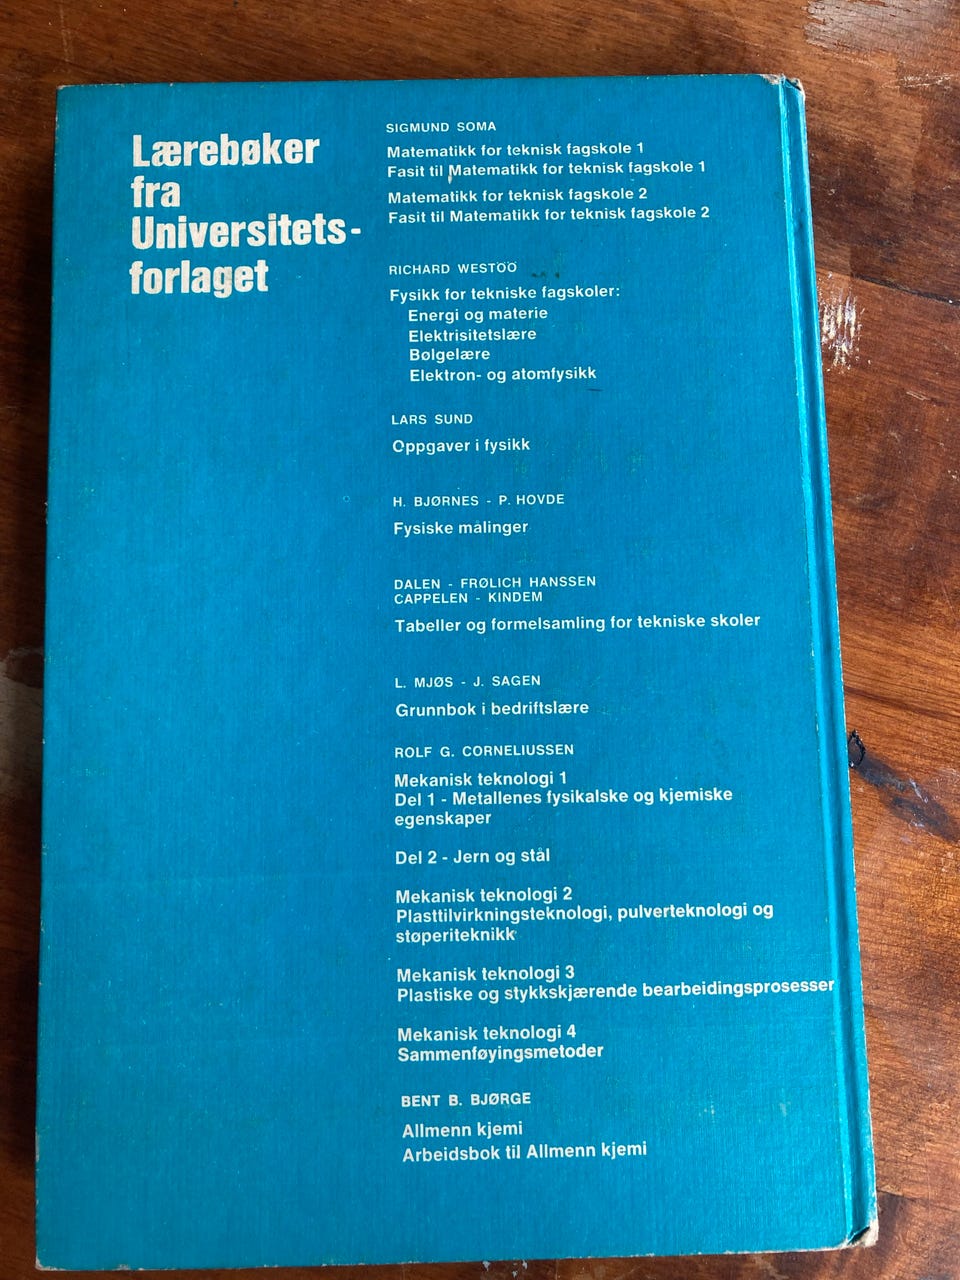 Lærebøker
fra
Universitets-
forlaget
SIGMUND SOMA
Matematikk for teknisk fagskole 1
Fasit til Matematikk for teknisk fagskole 1
Matematikk for teknisk fagskole 2
Fasit til Matematikk for teknisk fagskole 2
RICHARD WESTÖÖ
Fysikk for tekniske fagskoler:
Energi og materie
Elektrisitetslære
Bølgelære
Elektron- og atomfysikk
LARS SUND
Oppgaver i fysikk
H. BJØRNES - P. HOVDE
Fysiske målinger
DALEN - FRØLICH HANSSEN
CAPPELEN - KINDEM
Tabeller og formelsamling for tekniske skoler
L. MJØS - J. SAGEN
Grunnbok i bedriftslære
ROLF G. CORNELIUSSEN
Mekanisk teknologi 1
Del 1 - Metallenes fysikalske og kjemiske
egenskaper
Del 2 - Jern og stål
Mekanisk teknologi 2
Plasttilvirkningsteknologi, pulverteknologi og
støperiteknikk
Mekanisk teknologi 3
Plastiske og stykkskjærende bearbeidingsprosesser
Mekanisk teknologi 4
Sammenføyingsmetoder
BENT B. BJØRGE
Allmenn kjemi
Arbeidsbok til Allmenn kjemi